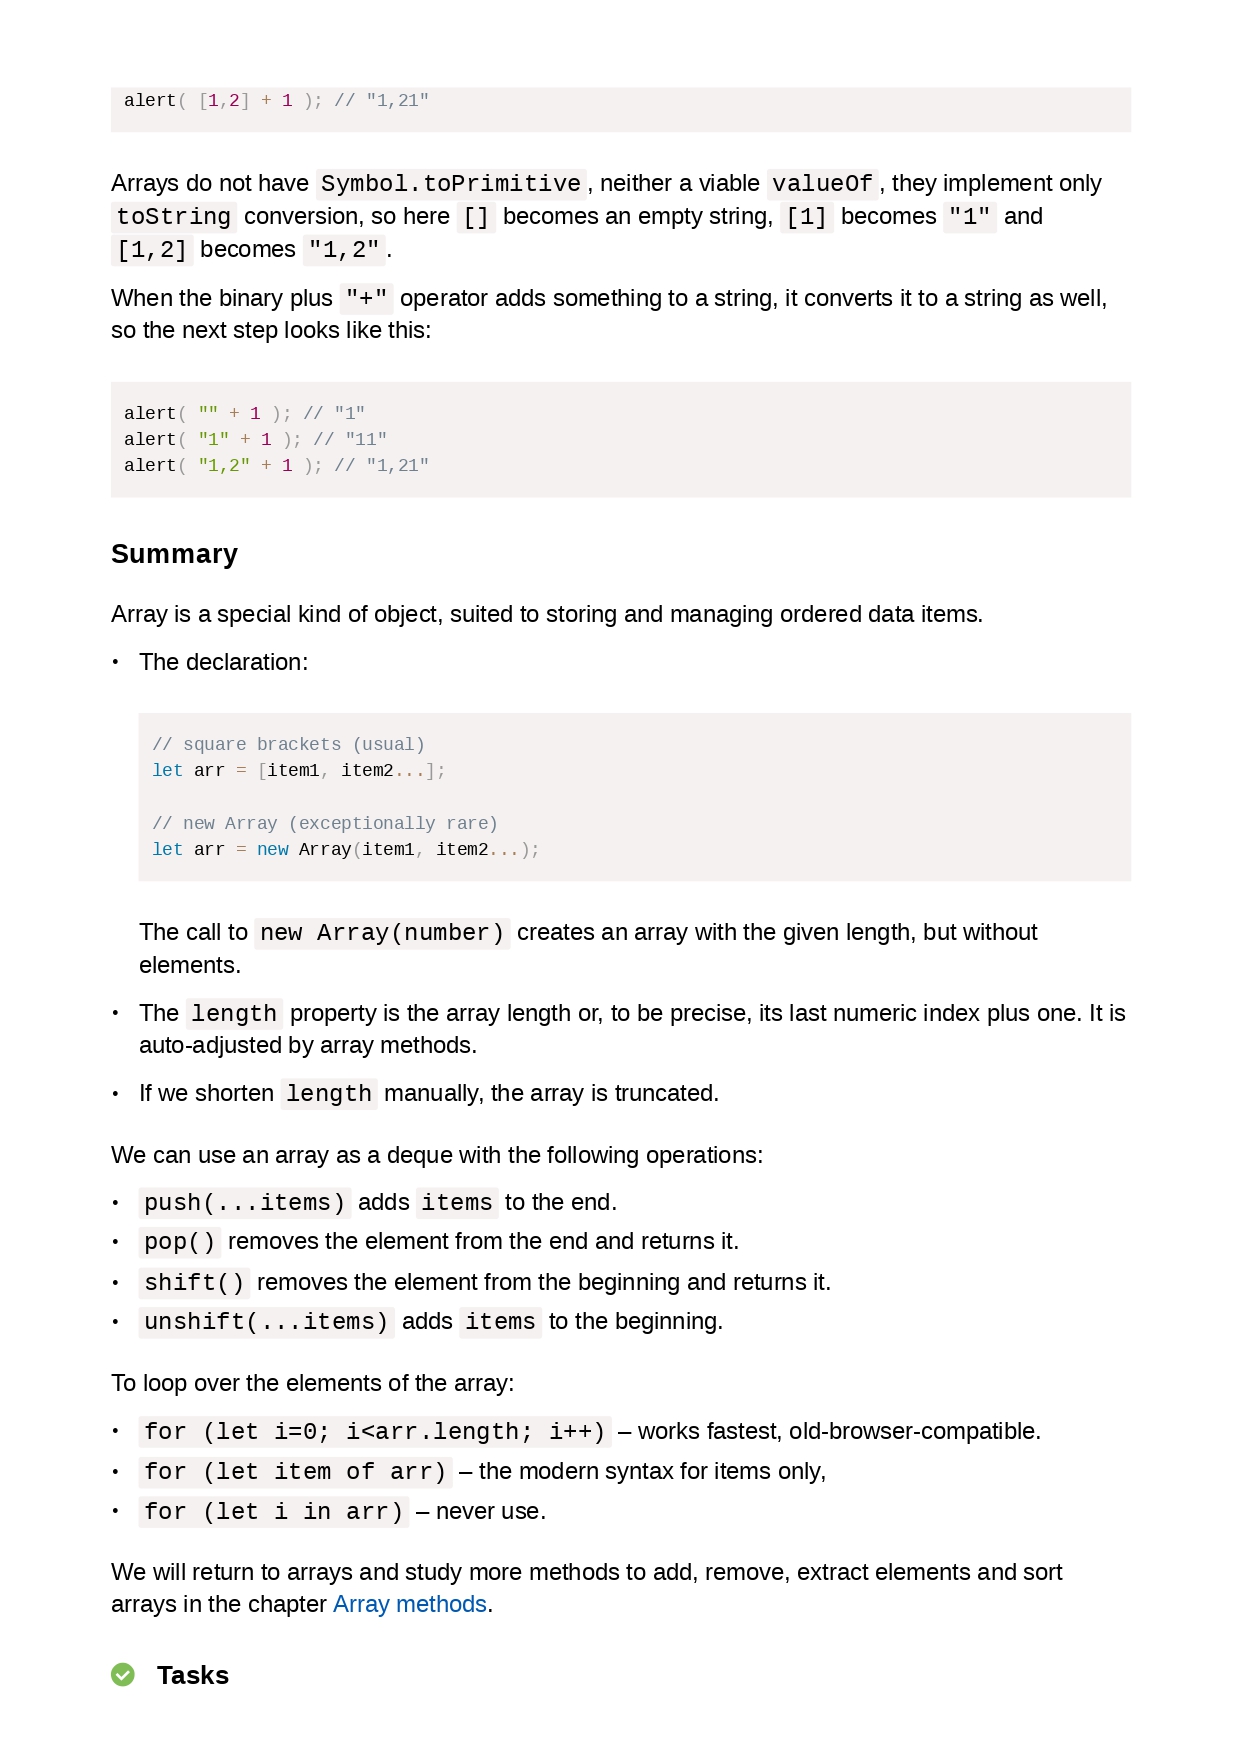 alert( [1,2] + 1 ); // "1,21"
Arrays do not have Symbol.toPrimitive, neither a viable valueOf, they implement only
toString conversion, so here [] becomes an empty string, [1] becomes "1" and
[1,2] becomes "1,2".
When the binary plus "+" operator adds something to a string, it converts it to a string as well,
so the next step looks like this:
alert( "" + 1 ); // "1"
alert( "1" + 1 ); // "11"
alert( "1,2" + 1 ); // "1,21"
Summary
Array is a special kind of object, suited to storing and managing ordered data items.
• The declaration:
// square brackets (usual)
let arr = [item1, item2...];
// new Array (exceptionally rare)
let arr = new Array(item1, item2...);
The call to new Array(number) creates an array with the given length, but without
elements.
• The length property is the array length or, to be precise, its last numeric index plus one. It is
auto-adjusted by array methods.
• If we shorten length manually, the array is truncated.
We can use an array as a deque with the following operations:
• push(...items) adds items to the end.
• pop() removes the element from the end and returns it.
• shift() removes the element from the beginning and returns it.
• unshift(...items) adds items to the beginning.
To loop over the elements of the array:
• for (let i=0; i<arr.length; i++) – works fastest, old-browser-compatible.
• for (let item of arr) – the modern syntax for items only,
• for (let i in arr) – never use.
We will return to arrays and study more methods to add, remove, extract elements and sort
arrays in the chapter Array methods.
Tasks